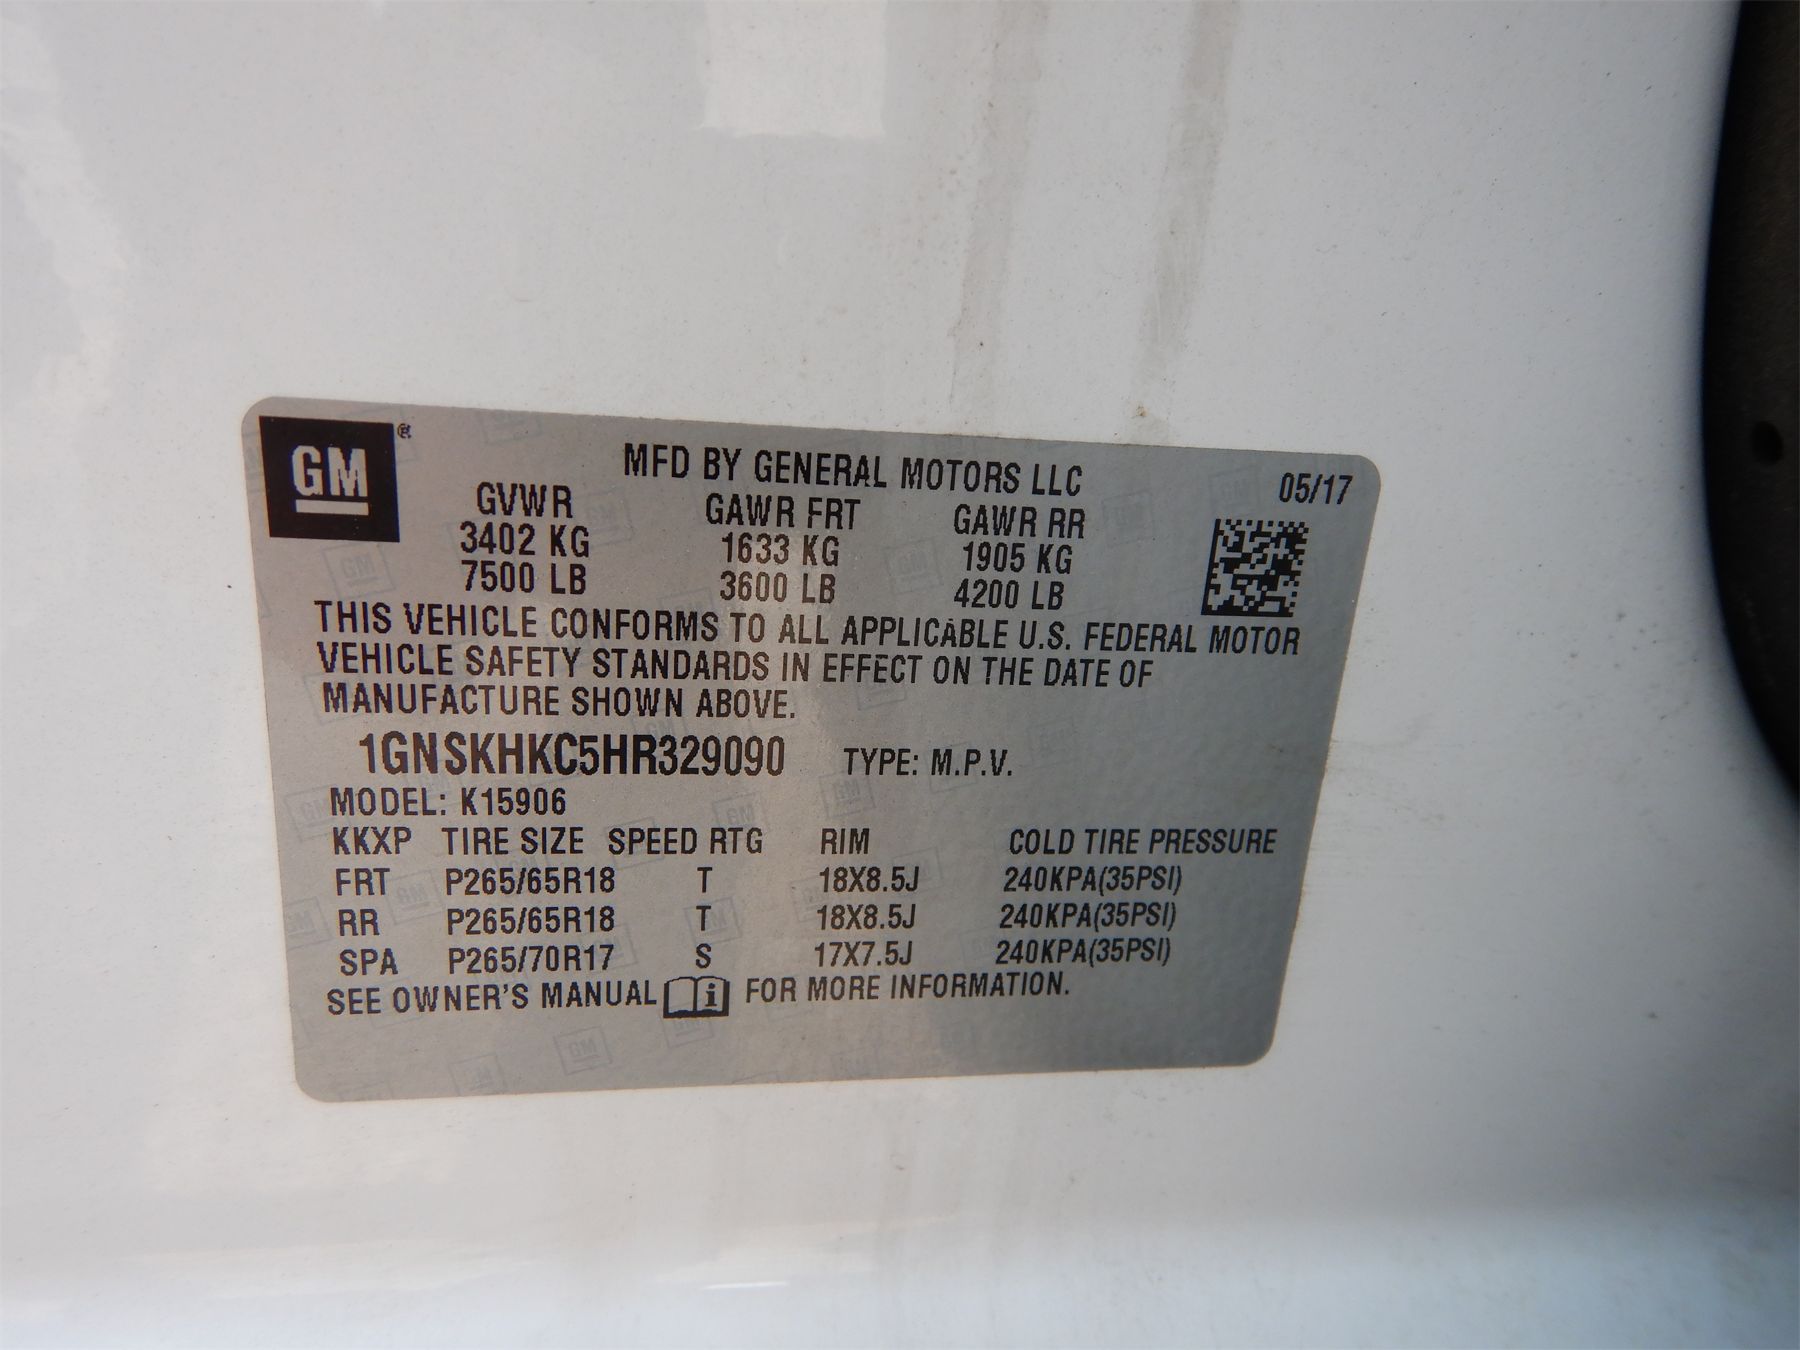 GM®
MFD BY GENERAL MOTORS LLC 05/17
GVWR GAWR FRT GAWR RR
3402 KG 1633 KG 1905 KG
7500 LB 3600 LB 4200 LB
THIS VEHICLE CONFORMS TO ALL APPLICABLE U.S. FEDERAL MOTOR
VEHICLE SAFETY STANDARDS IN EFFECT ON THE DATE OF
MANUFACTURE SHOWN ABOVE.
1GNSKHKC5HR329090 TYPE: M.P.V.
MODEL: K15906
KKXP TIRE SIZE SPEED RTG RIM COLD TIRE PRESSURE
FRT P265/65R18 T 18X8.5J 240KPA(35PSI)
RR P265/65R18 T 18X8.5J 240KPA(35PSI)
SPA P265/70R17 S 17X7.5J 240KPA(35PSI)
SEE OWNER'S MANUAL i FOR MORE INFORMATION.